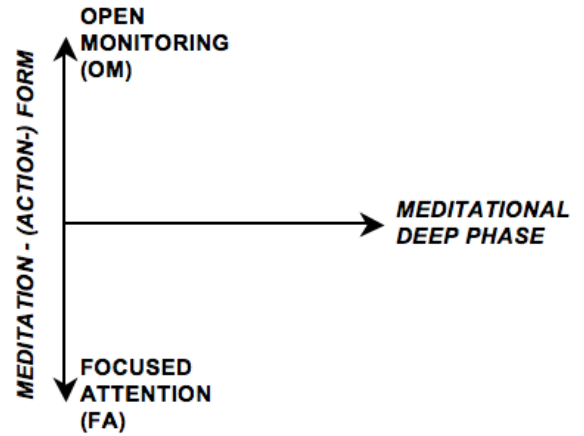 OPEN
MONITORING
(OM)
MEDITATION - (ACTION-) FORM
MEDITATIONAL
DEEP PHASE
FOCUSED
ATTENTION
(FA)